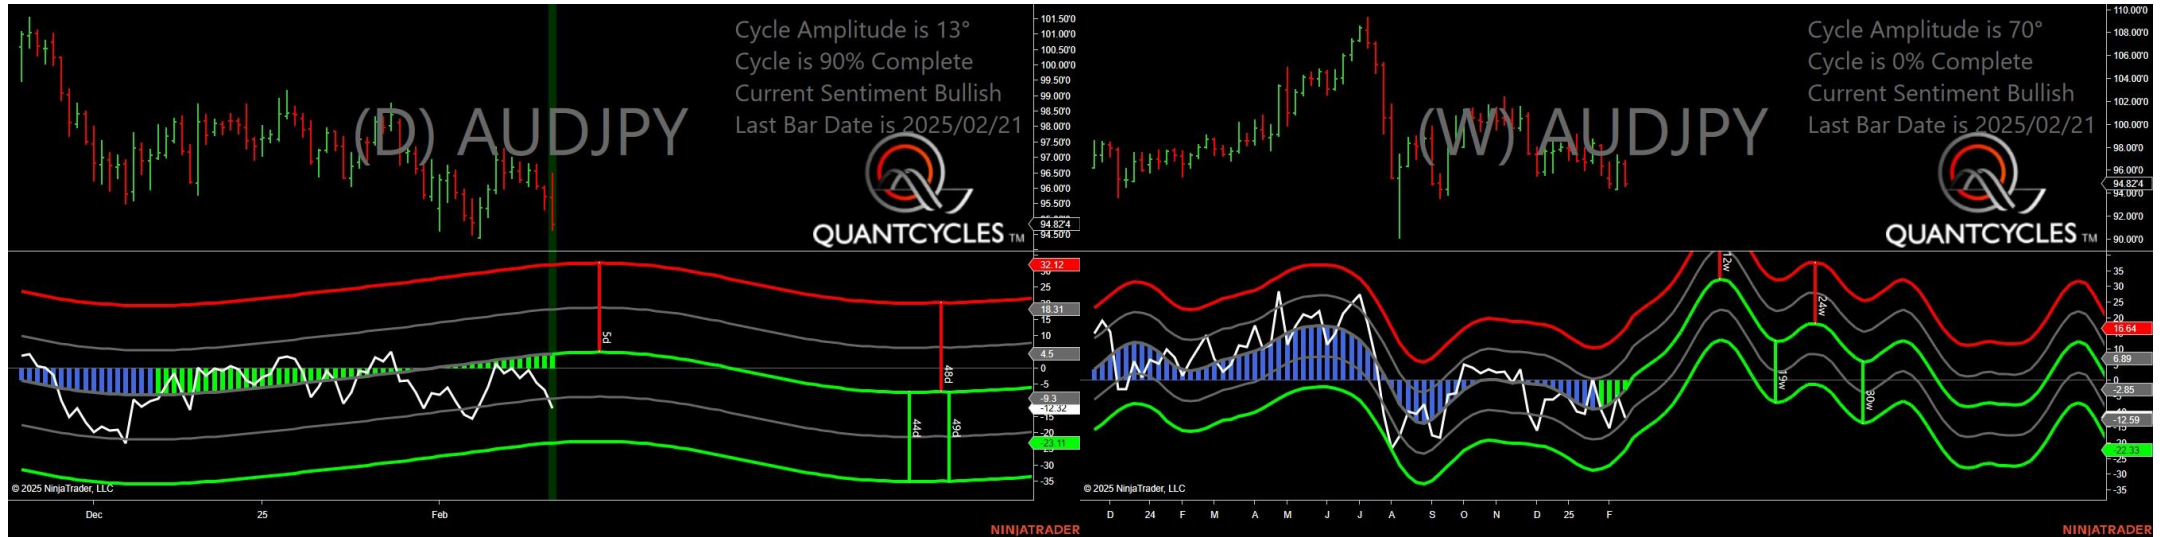 Cycle Amplitude is 13°
Cycle is 90% Complete
Current Sentiment Bullish
Last Bar Date is 2025/02/21
(D) AUDJPY
QUANTCYCLES TM
101.50'0
101.00'0
100.50'0
100.00'0
99.50'0
99.00'0
98.50'0
98.00'0
97.50'0
97.00'0
96.50'0
96.00'0
95.50'0
94.82'4
94.50'0
32.12
25
18.31
15
10
4.5
0
-5
-9.3
-12.32
-15
-20
-23.11
-30
-35
5d
48d
44d
49d
© 2025 NinjaTrader, LLC
Dec
25
Feb
NINJATRADER
Cycle Amplitude is 70°
Cycle is 0% Complete
Current Sentiment Bullish
Last Bar Date is 2025/02/21
(W) AUDJPY
QUANTCYCLES TM
110.00'0
108.00'0
106.00'0
104.00'0
102.00'0
100.00'0
98.00'0
96.00'0
94.82'4
94.00'0
92.00'0
90.00'0
35
30
25
20
16.64
10
6.89
0
-2.85
-12.59
-22.33
-25
-30
-35
12w
24w
19w
80w
© 2025 NinjaTrader, LLC
D 24 F M A M J J A S O N D 25 F
NINJATRADER